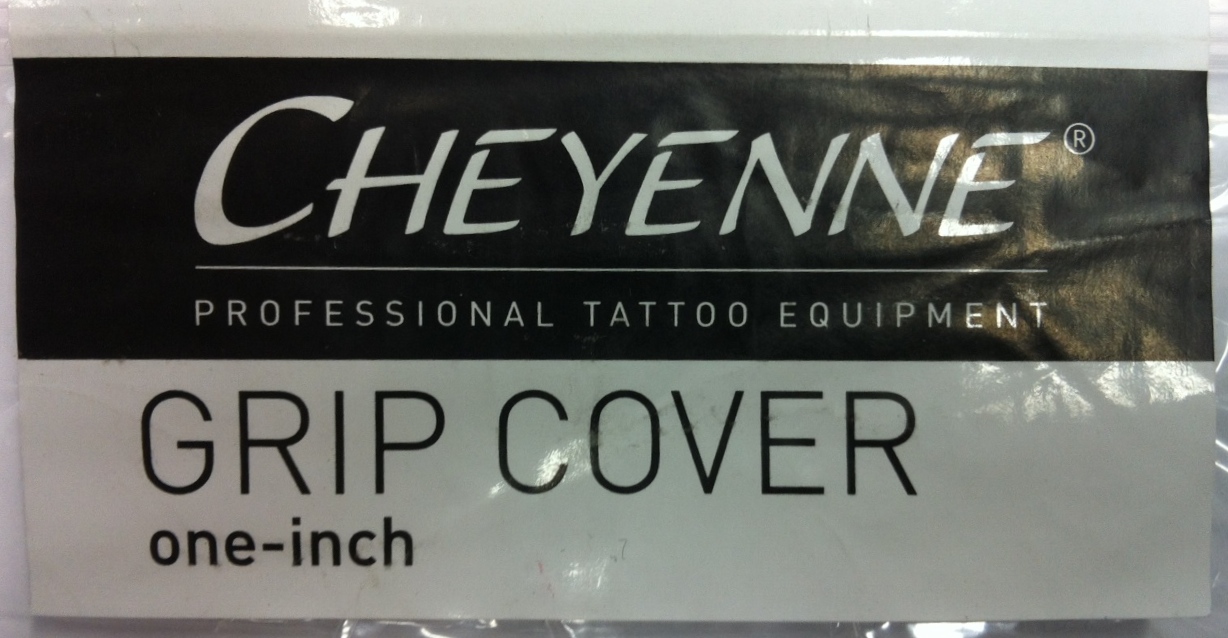 CHEYENNE®
PROFESSIONAL TATTOO EQUIPMENT
GRIP COVER
one-inch